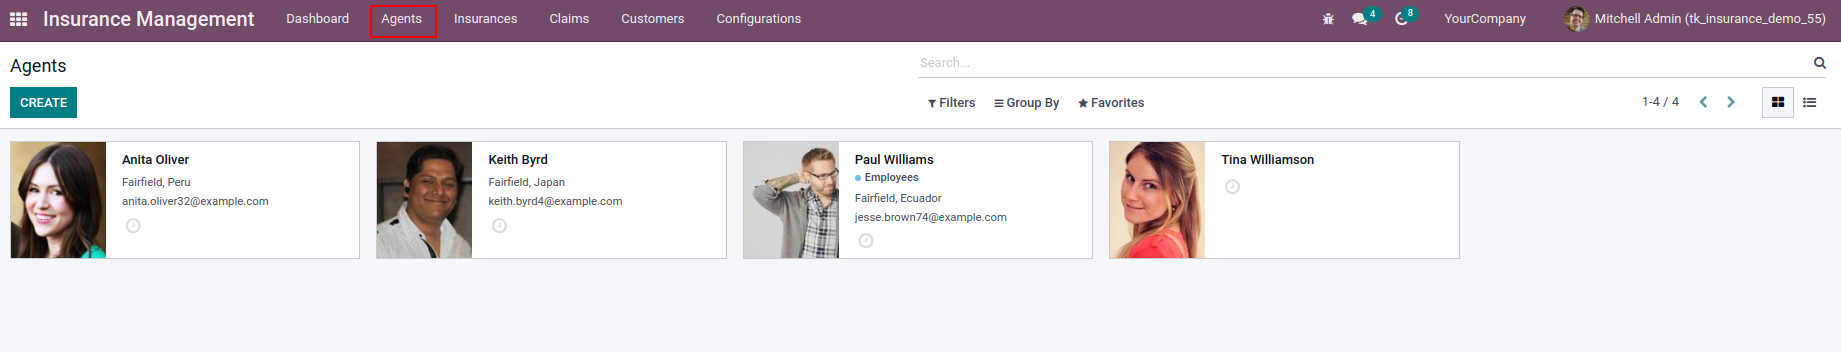 Insurance Management Dashboard Agents Insurances Claims Customers Configurations 4 8 YourCompany Mitchell Admin (tk_insurance_demo_55)
Agents
Search...
CREATE
Filters Group By Favorites 1-4 / 4
Anita Oliver
Fairfield, Peru
anita.oliver32@example.com
Keith Byrd
Fairfield, Japan
keith.byrd4@example.com
Paul Williams
Employees
Fairfield, Ecuador
jesse.brown74@example.com
Tina Williamson